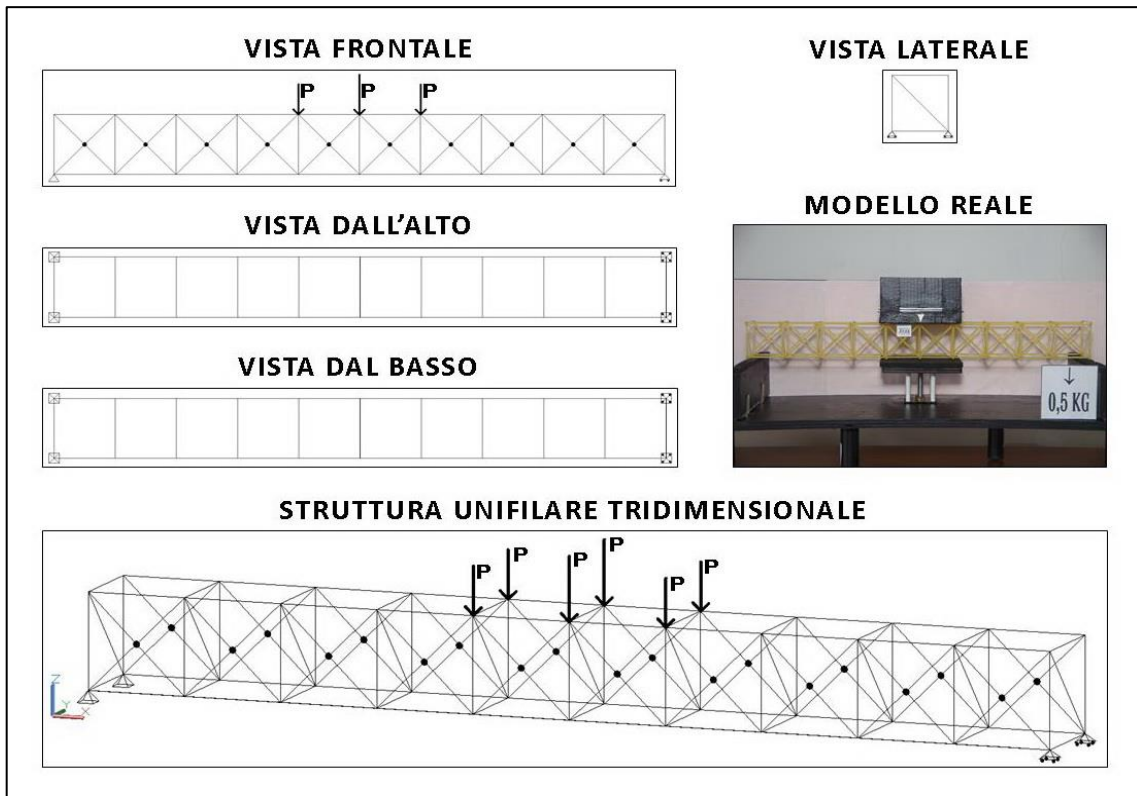 VISTA FRONTALE
P P P
VISTA LATERALE
VISTA DALL'ALTO
MODELLO REALE
0,5 KG
VISTA DAL BASSO
STRUTTURA UNIFILARE TRIDIMENSIONALE
P P P P P P
Z
Y
X